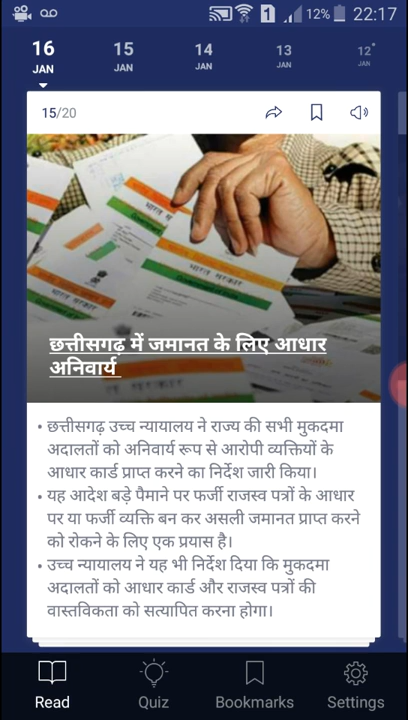 12% 22:17
16 15 14 13 12
JAN JAN JAN JAN JAN
15/20
भारत सरकार
छत्तीसगढ़ में जमानत के लिए आधार
अनिवार्य
• छत्तीसगढ़ उच्च न्यायालय ने राज्य की सभी मुकदमा
अदालतों को अनिवार्य रूप से आरोपी व्यक्तियों के
आधार कार्ड प्राप्त करने का निर्देश जारी किया।
• यह आदेश बड़े पैमाने पर फर्जी राजस्व पत्रों के आधार
पर या फर्जी व्यक्ति बन कर असली जमानत प्राप्त करने
को रोकने के लिए एक प्रयास है।
• उच्च न्यायालय ने यह भी निर्देश दिया कि मुकदमा
अदालतों को आधार कार्ड और राजस्व पत्रों की
वास्तविकता को सत्यापित करना होगा।
Read Quiz Bookmarks Settings